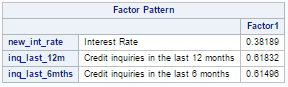 Factor Pattern
Factor1
new_int_rate Interest Rate 0.38189
inq_last_12m Credit inquiries in the last 12 months 0.61832
inq_last_6mths Credit inquiries in the last 6 months 0.61496